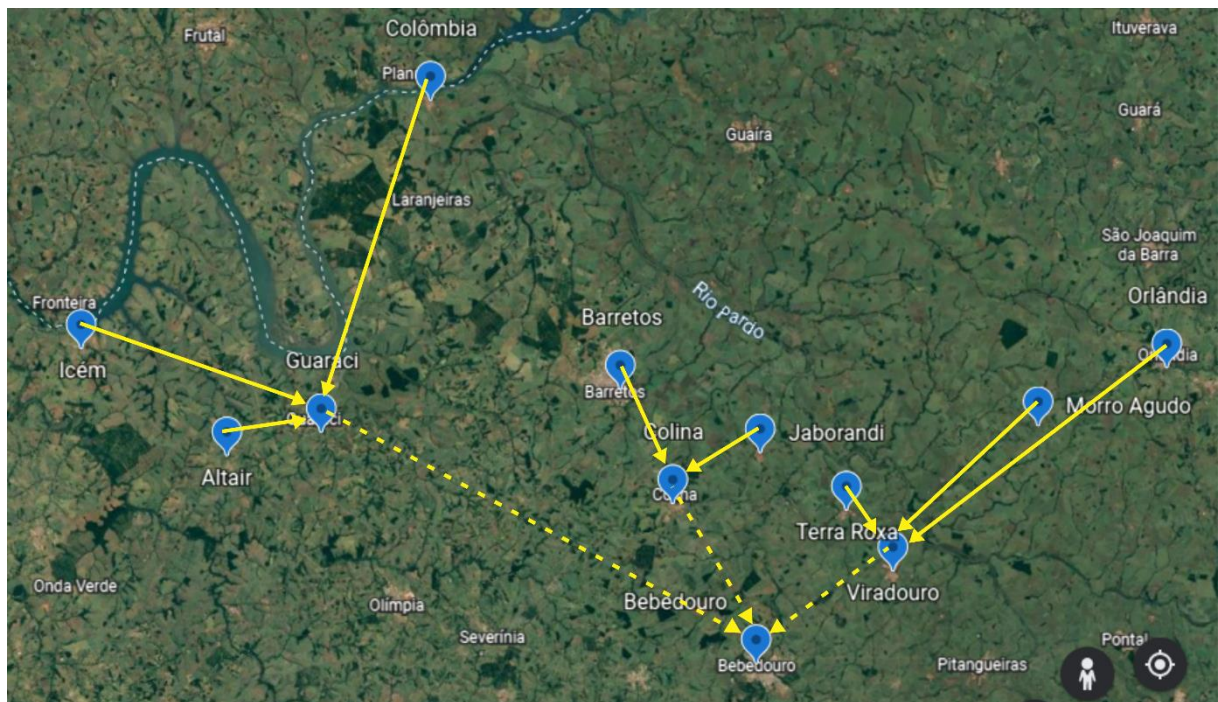 Colômbia
Ituverava
Frutal
Plan
Guará
Guaíra
Laranjeiras
São Joaquim
da Barra
Rio pardo
Orlândia
Fronteira
Barretos
Orlândia
Guaraci
Icém
Barretos
Morro Agudo
Guaraci
Colina
Jaborandi
Altair
Colina
Terra Roxa
Onda Verde
Viradouro
Bebedouro
Olímpia
Severínia
Pontal
Bebedouro
Pitangueiras